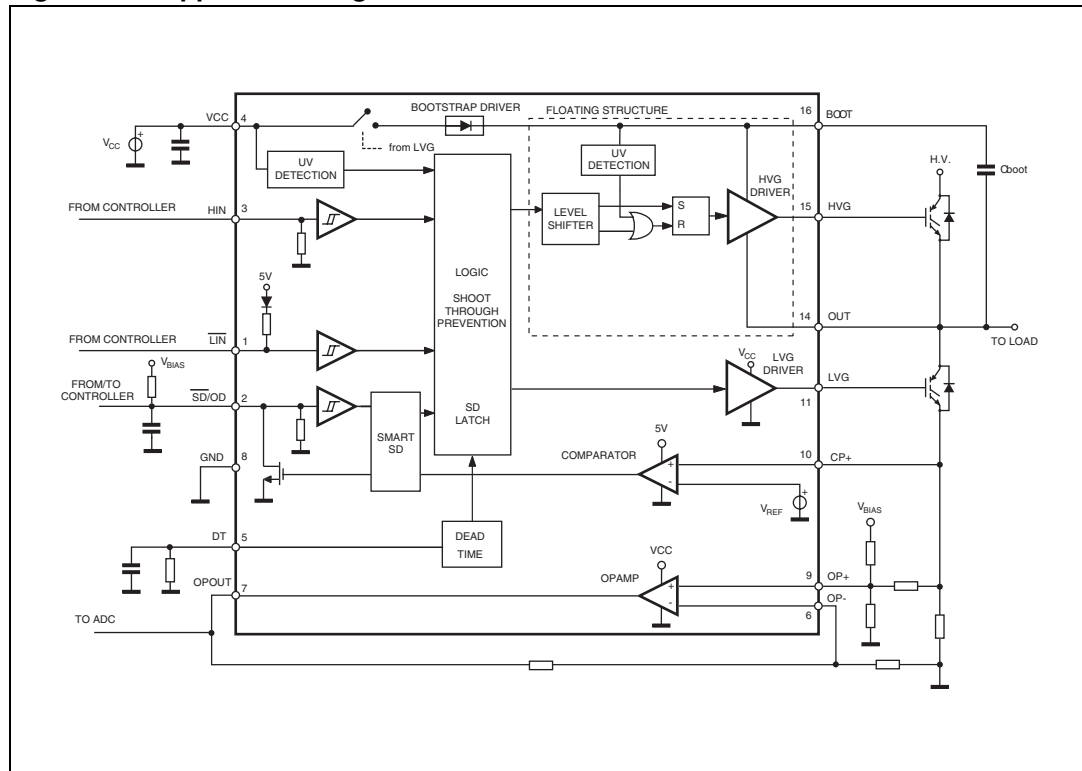 BOOTSTRAP DRIVER
FLOATING STRUCTURE
16
BOOT
VCC
4
VCC
+
from LVG
H.V.
Cboot
UV
DETECTION
UV
DETECTION
HVG
DRIVER
FROM CONTROLLER
HIN
3
15
HVG
LEVEL
SHIFTER
S
R
LOGIC
SHOOT
THROUGH
PREVENTION
5V
14
OUT
TO LOAD
FROM CONTROLLER
LIN
1
VBIAS
VCC
LVG
DRIVER
LVG
11
FROM/TO
CONTROLLER
SD/OD
2
SD
LATCH
SMART
SD
5V
COMPARATOR
+
-
10
CP+
GND
8
VREF
+
VBIAS
DT
5
DEAD
TIME
VCC
OPAMP
+
-
9
OP+
OP-
6
OPOUT
7
TO ADC